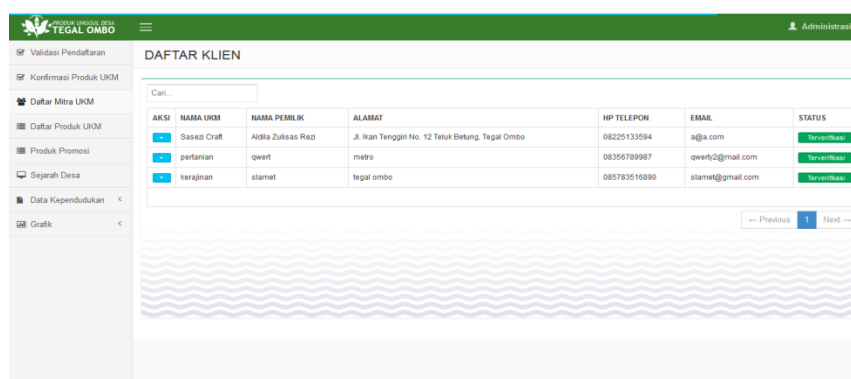 PRODUK UNGGUL DESA
TEGAL OMBO
Administrasi
Validasi Pendaftaran
Konfirmasi Produk UKM
Daftar Mitra UKM
Daftar Produk UKM
Produk Promosi
Sejarah Desa
Data Kependudukan
Grafik
DAFTAR KLIEN
Cari...
AKSI NAMA UKM NAMA PEMILIK ALAMAT HP TELEPON EMAIL STATUS
Sasezi Craft Aldila Zulisas Rezi Jl. Ikan Tenggiri No. 12 Teluk Betung, Tegal Ombo 08225133594 a@a.com Terverifikasi
pertanian qwert metro 08356789987 qwerty2@mail.com Terverifikasi
kerajinan slamet tegal ombo 085783516890 slamet@gmail.com Terverifikasi
← Previous 1 Next →